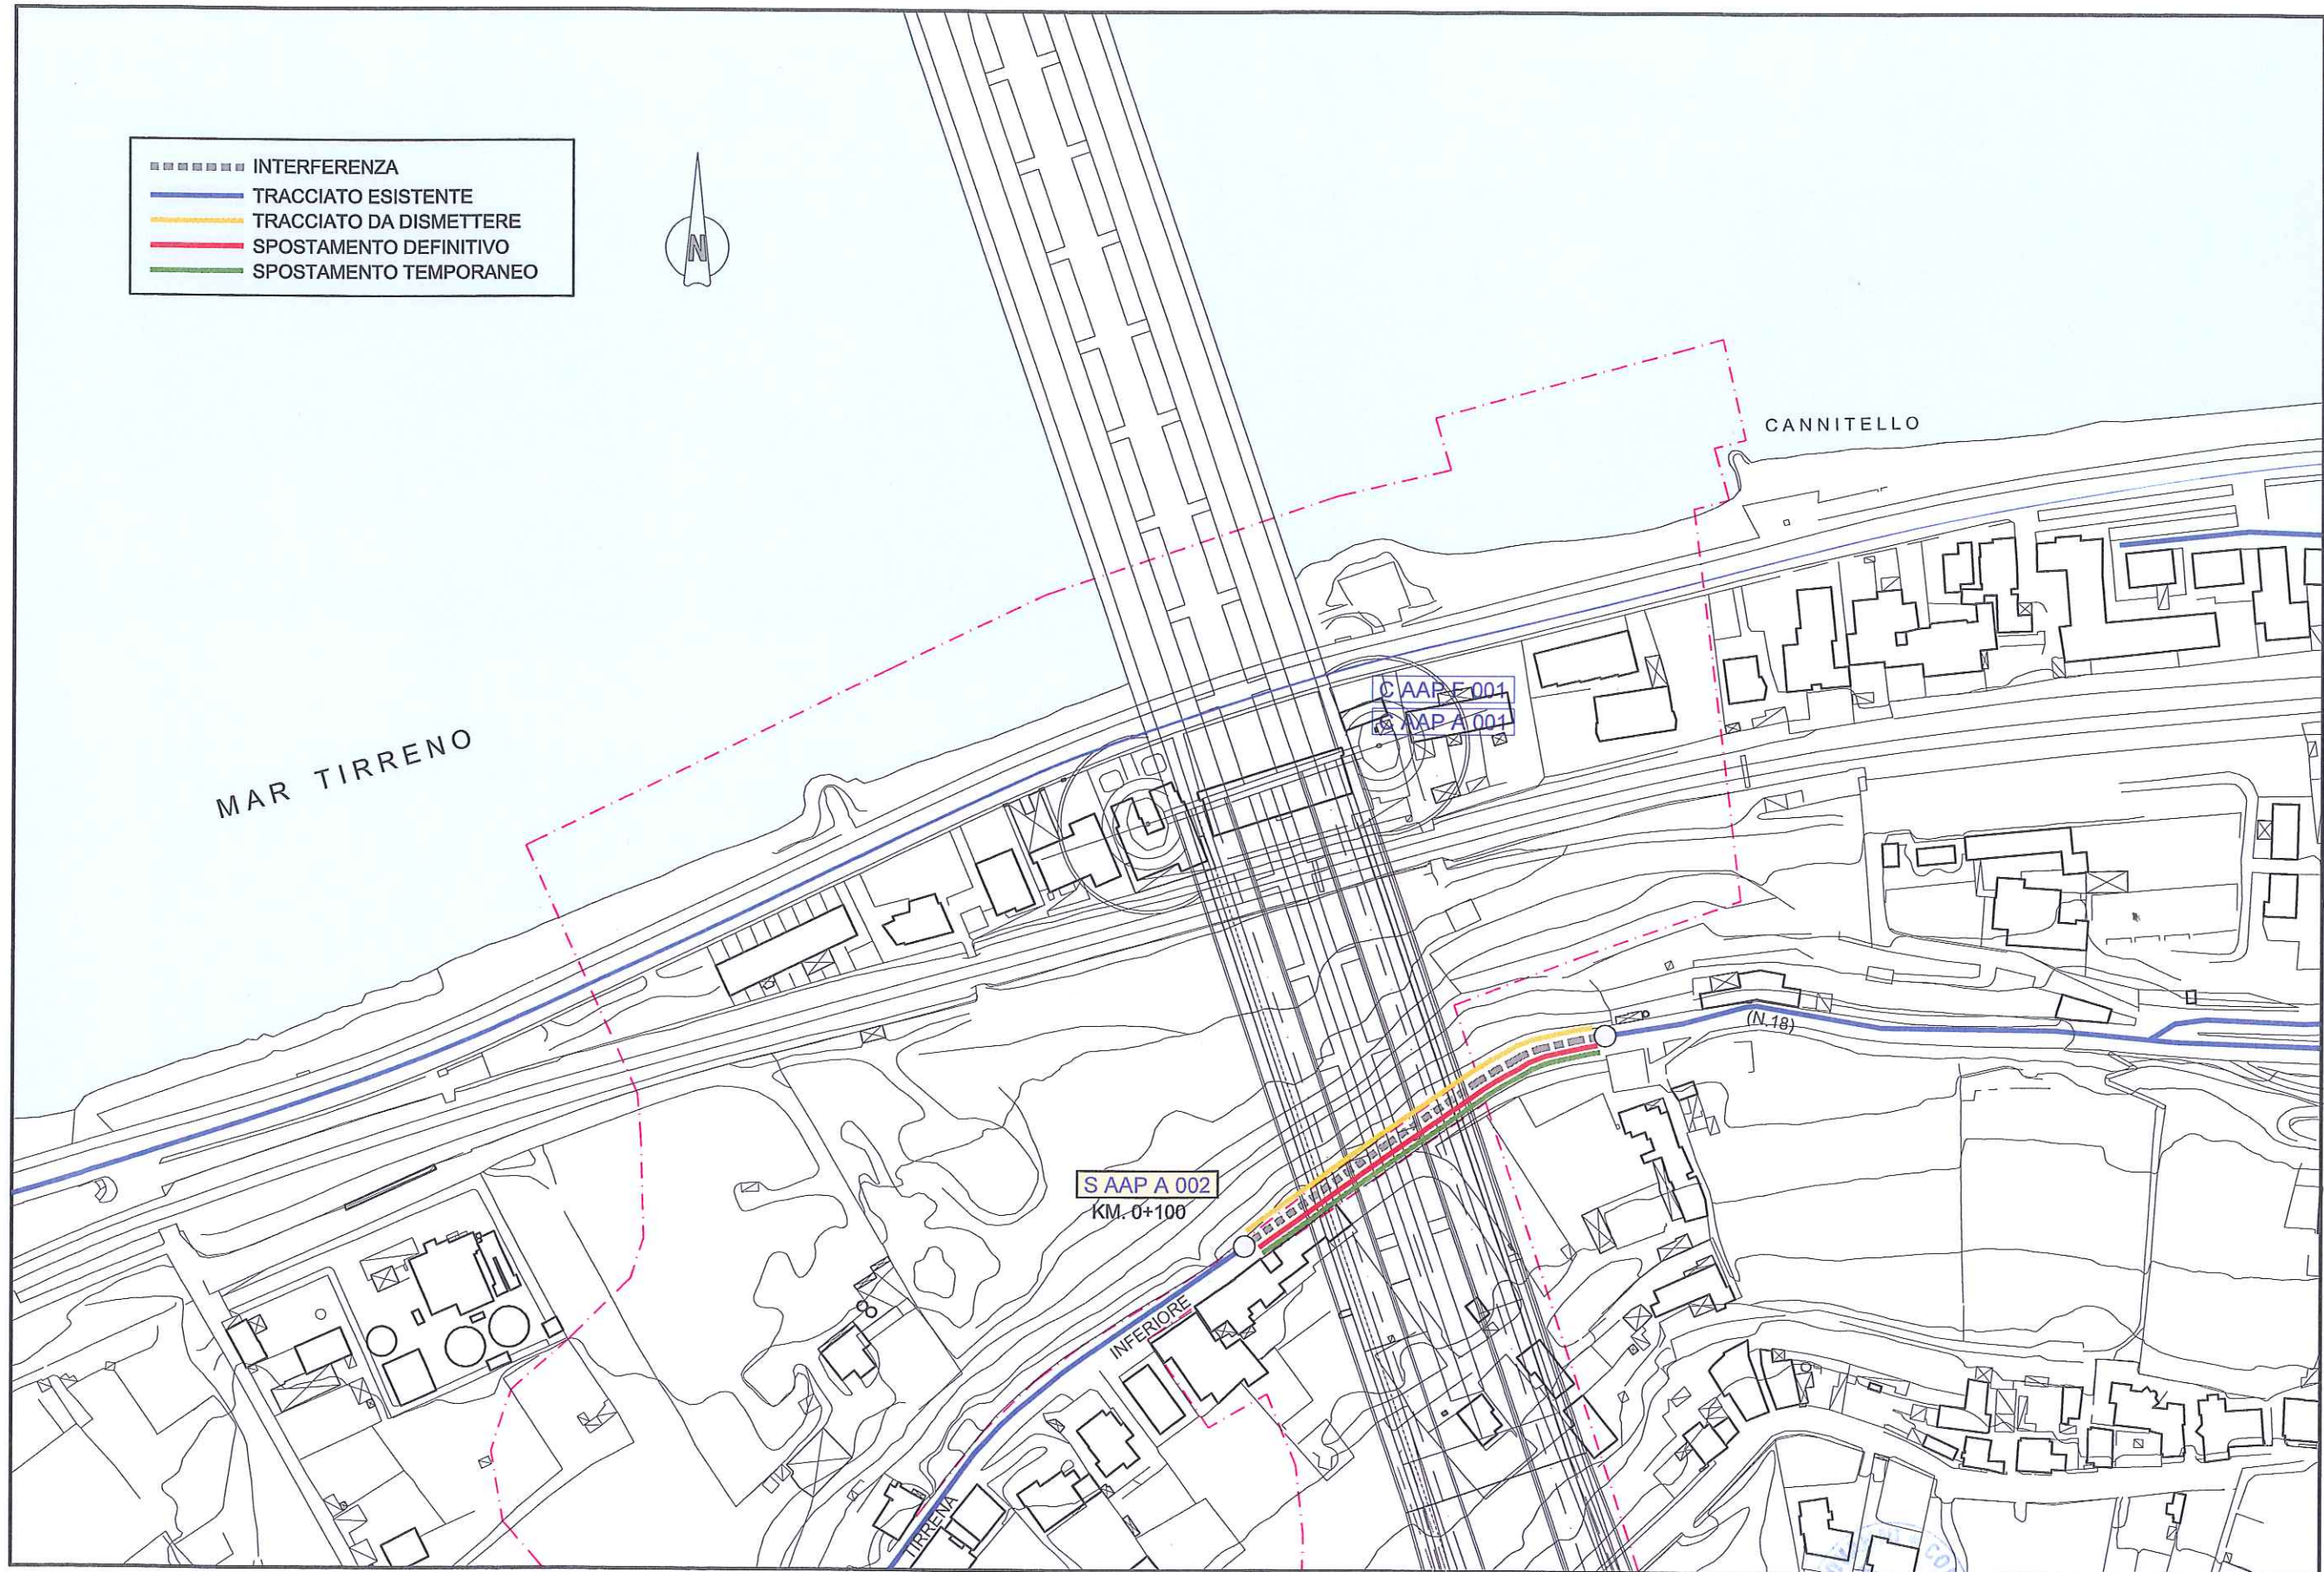 INTERFERENZA
TRACCIATO ESISTENTE
TRACCIATO DA DISMETTERE
SPOSTAMENTO DEFINITIVO
SPOSTAMENTO TEMPORANEO
N
CANNITELLO
C AAP F 001
C AAP A 001
MAR TIRRENO
(N.18)
S AAP A 002
KM. 0+100
INFERIORE
TIRRENA